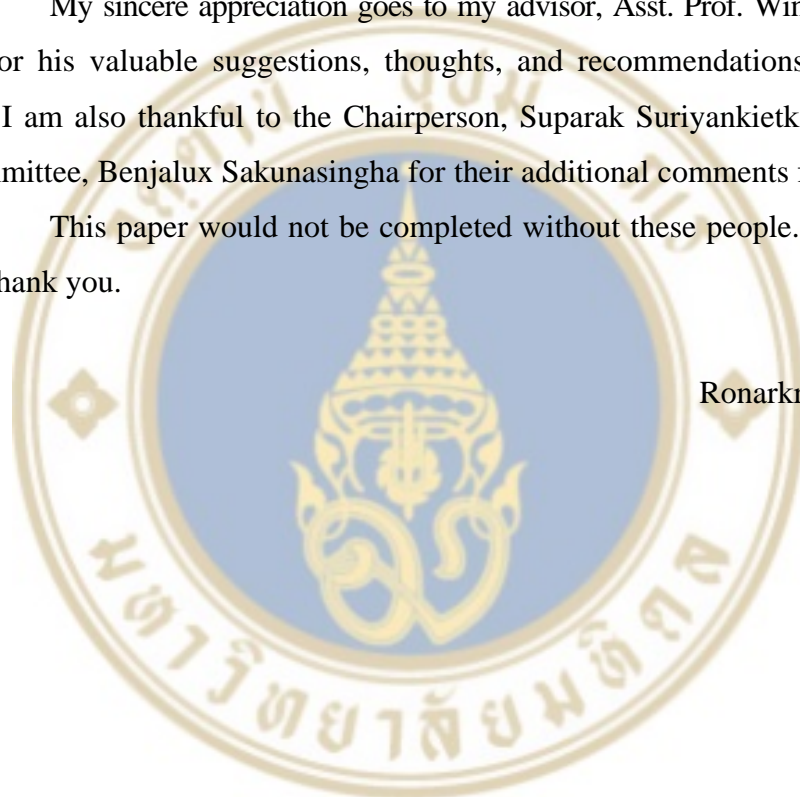 My sincere appreciation goes to my advisor, Asst. Prof. Win
or his valuable suggestions, thoughts, and recommendations
I am also thankful to the Chairperson, Suparak Suriyankietk
mmittee, Benjalux Sakunasingha for their additional comments f
This paper would not be completed without these people.
hank you.
Ronarkr
มหาวิทยาลัยมหิดล